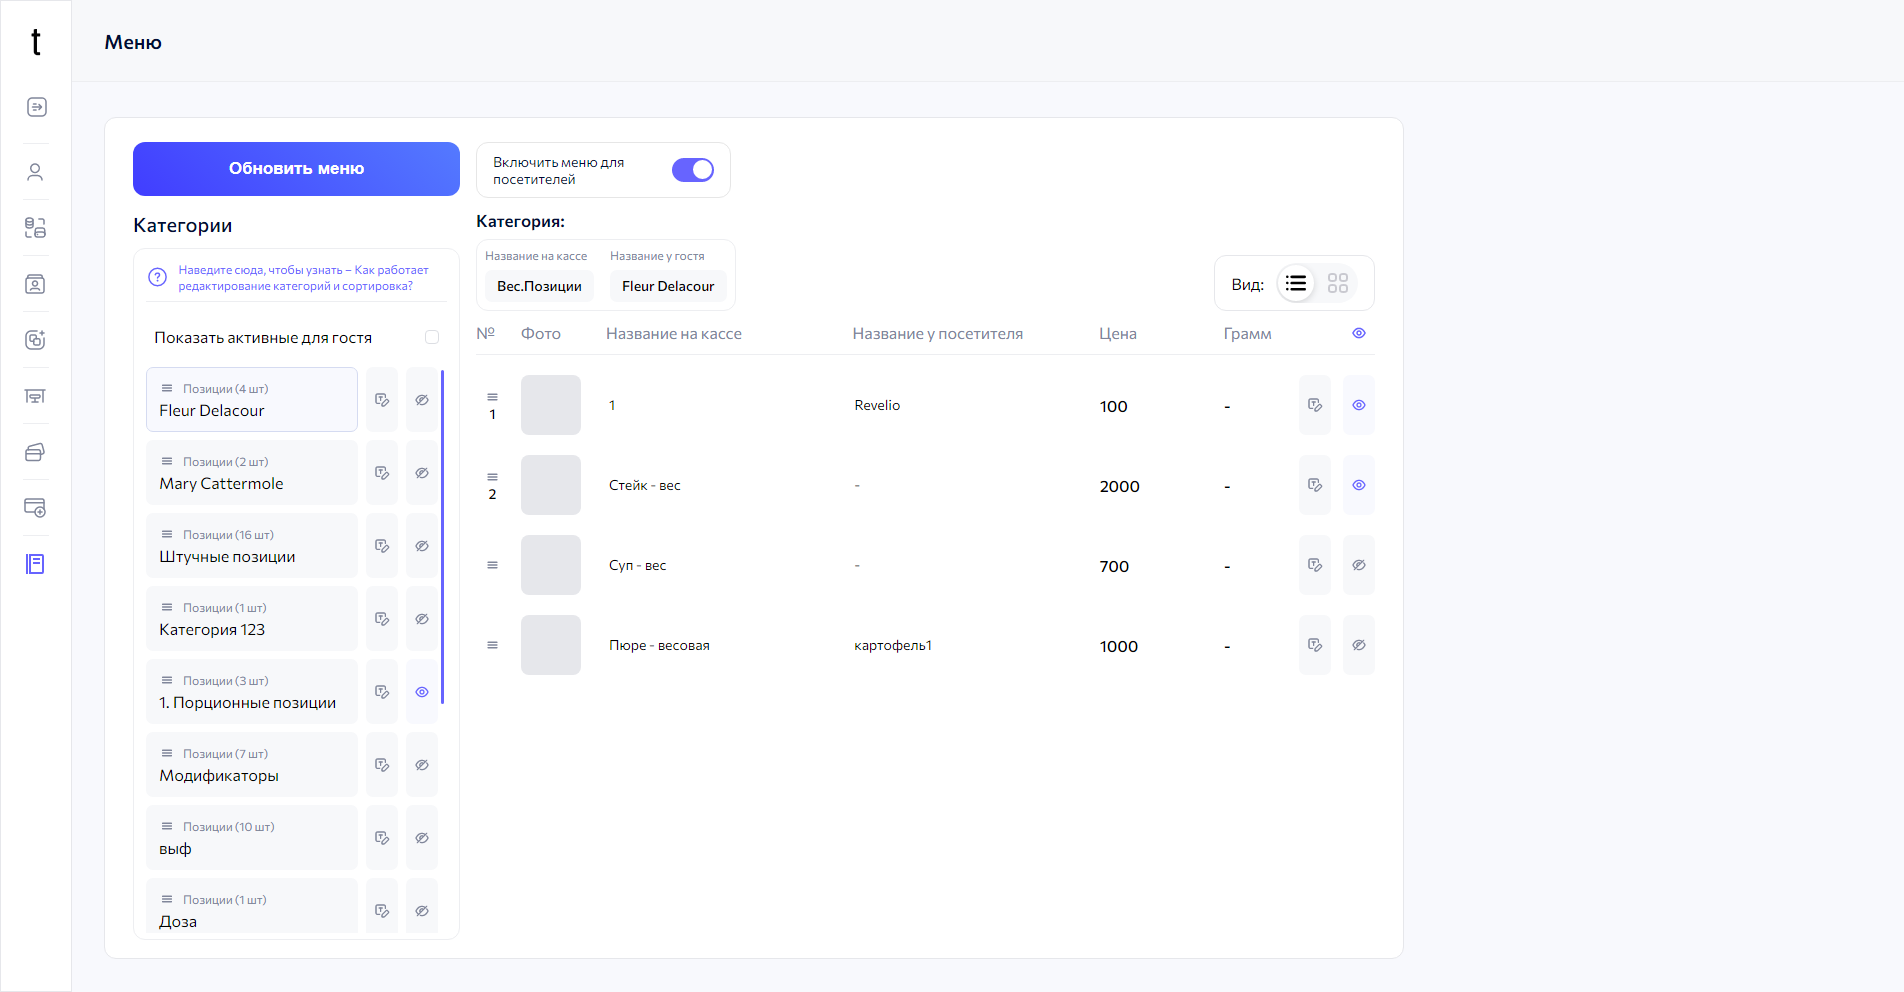 t
Меню
Обновить меню
Включить меню для
посетителей
Категории
Категория:
Наведите сюда, чтобы узнать – Как работает
редактирование категорий и сортировка?
Название на кассе
Название у гостя
Вес.Позиции
Fleur Delacour
Вид:
Показать активные для гостя
№
Фото
Название на кассе
Название у посетителя
Цена
Грамм
Позиции (4 шт)
Fleur Delacour
Позиции (2 шт)
Mary Cattermole
Позиции (16 шт)
Штучные позиции
Позиции (1 шт)
Категория 123
Позиции (3 шт)
1. Порционные позиции
Позиции (7 шт)
Модификаторы
Позиции (10 шт)
выф
Позиции (1 шт)
Доза
1
1
Revelio
100
-
2
Стейк - вес
-
2000
-
Суп - вес
-
700
-
Пюре - весовая
картофель1
1000
-